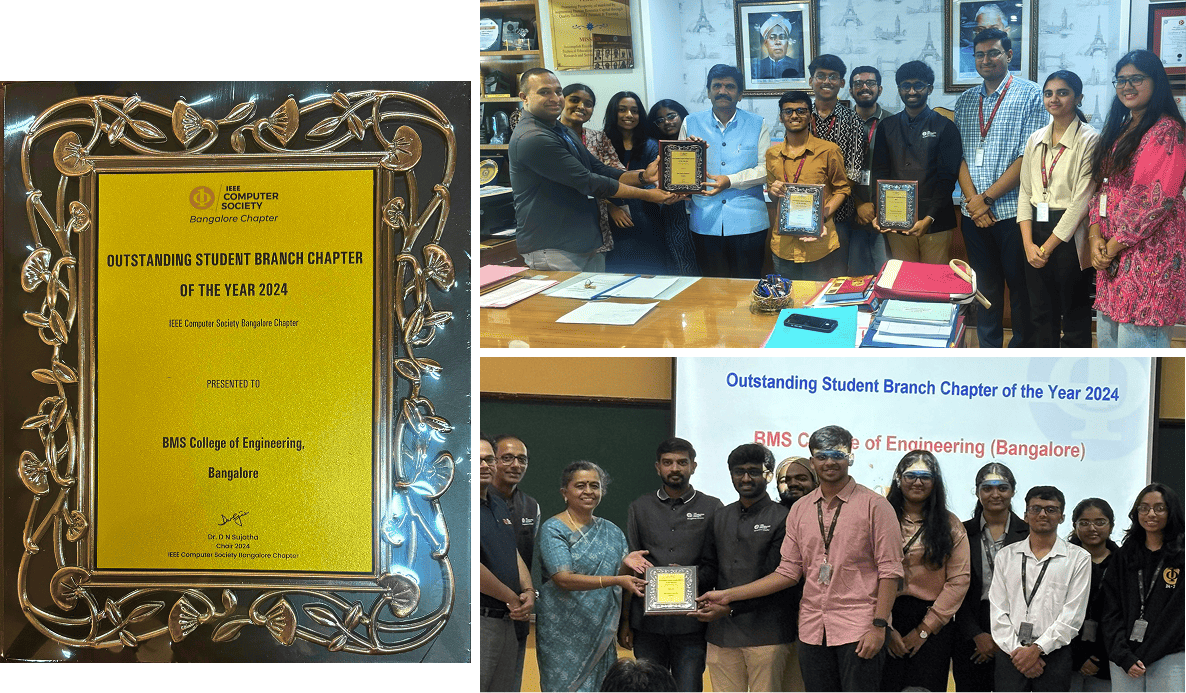 IEEE
COMPUTER
SOCIETY
Bangalore Chapter
OUTSTANDING STUDENT BRANCH CHAPTER
OF THE YEAR 2024
IEEE Computer Society Bangalore Chapter
PRESENTED TO
BMS College of Engineering,
Bangalore
Dr. D N Sujatha
Chair 2024
IEEE Computer Society Bangalore Chapter
Outstanding Student Branch Chapter of the Year 2024
BMS of Engineering (Bangalore)